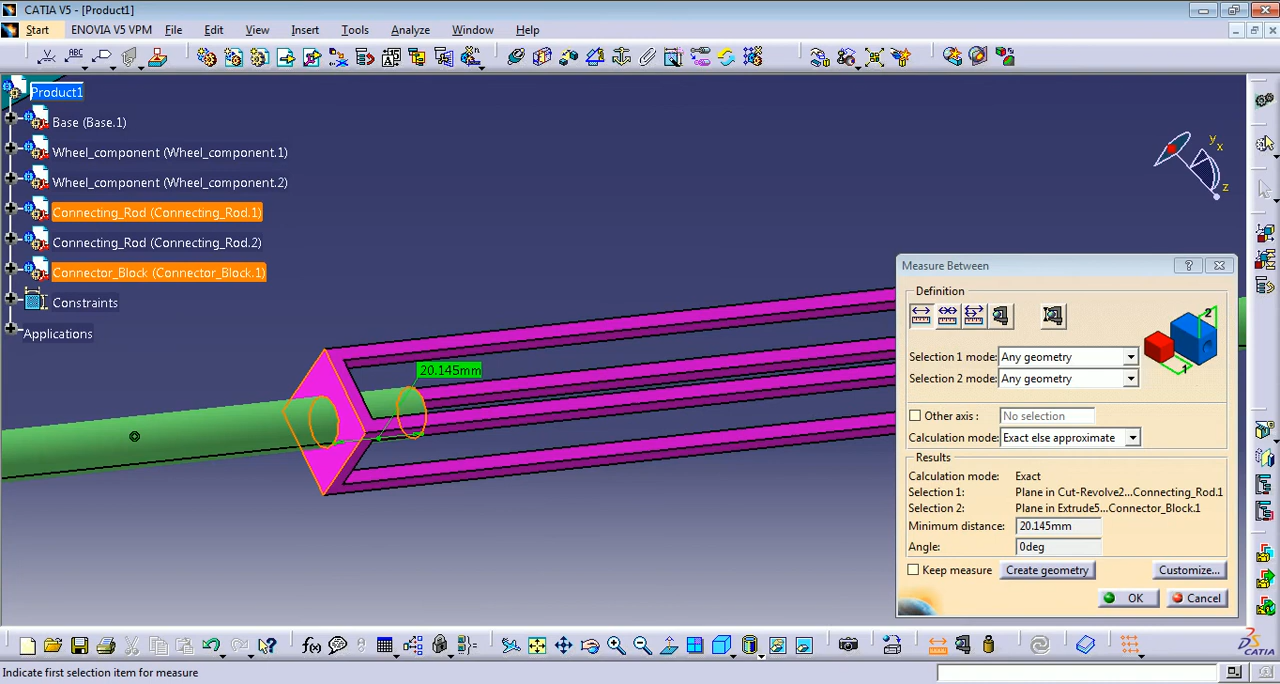 CATIA V5 - [Product1]
Start ENOVIA V5 VPM File Edit View Insert Tools Analyze Window Help
Product1
Base (Base.1)
Wheel_component (Wheel_component.1)
Wheel_component (Wheel_component.2)
Connecting_Rod (Connecting_Rod.1)
Connecting_Rod (Connecting_Rod.2)
Connector_Block (Connector_Block.1)
Constraints
Applications
20.145mm
y
x
z
Measure Between
Definition
Selection 1 mode: Any geometry
Selection 2 mode: Any geometry
2
1
Other axis : No selection
Calculation mode: Exact else approximate
Results
Calculation mode: Exact
Selection 1: Plane in Cut-Revolve2...Connecting_Rod.1
Selection 2: Plane in Extrude5...Connector_Block.1
Minimum distance: 20.145mm
Angle: 0deg
Keep measure Create geometry Customize...
OK Cancel
f(x)
CATIA
Indicate first selection item for measure